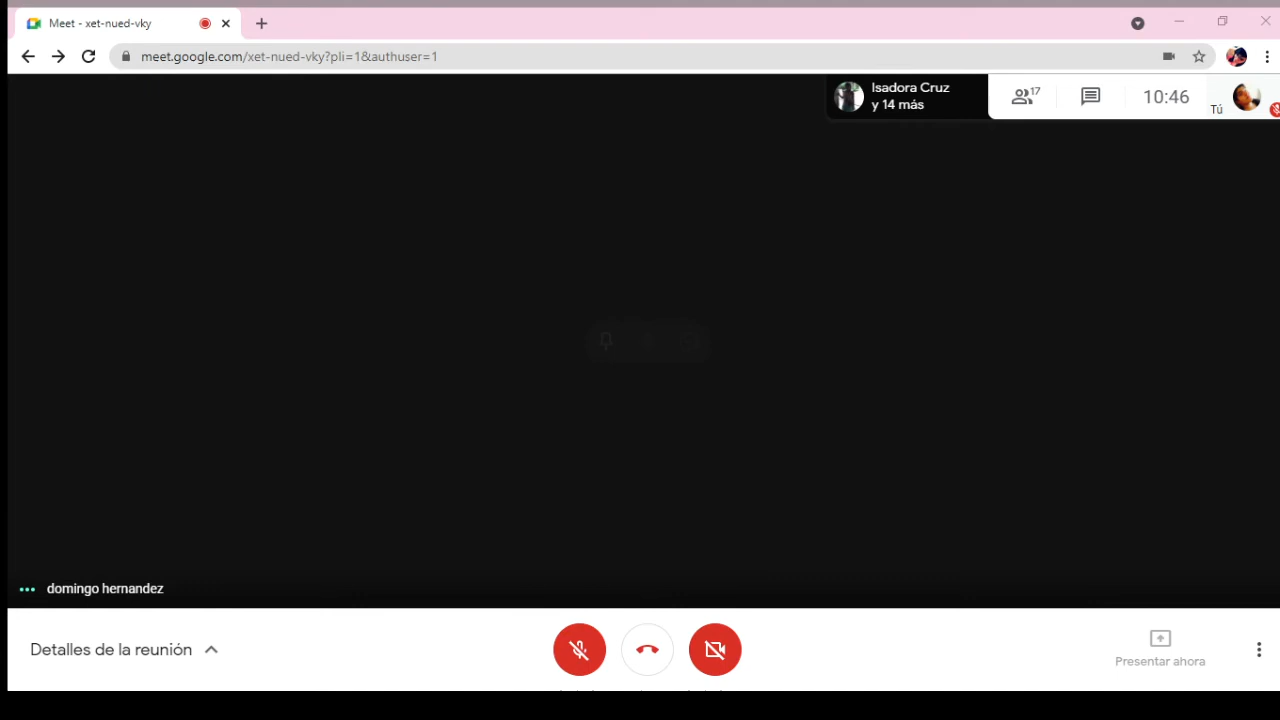 Meet - xet-nued-vky
meet.google.com/xet-nued-vky?pli=1&authuser=1
Isadora Cruz
y 14 más
17
10:46
Tú
domingo hernandez
Detalles de la reunión
Presentar ahora